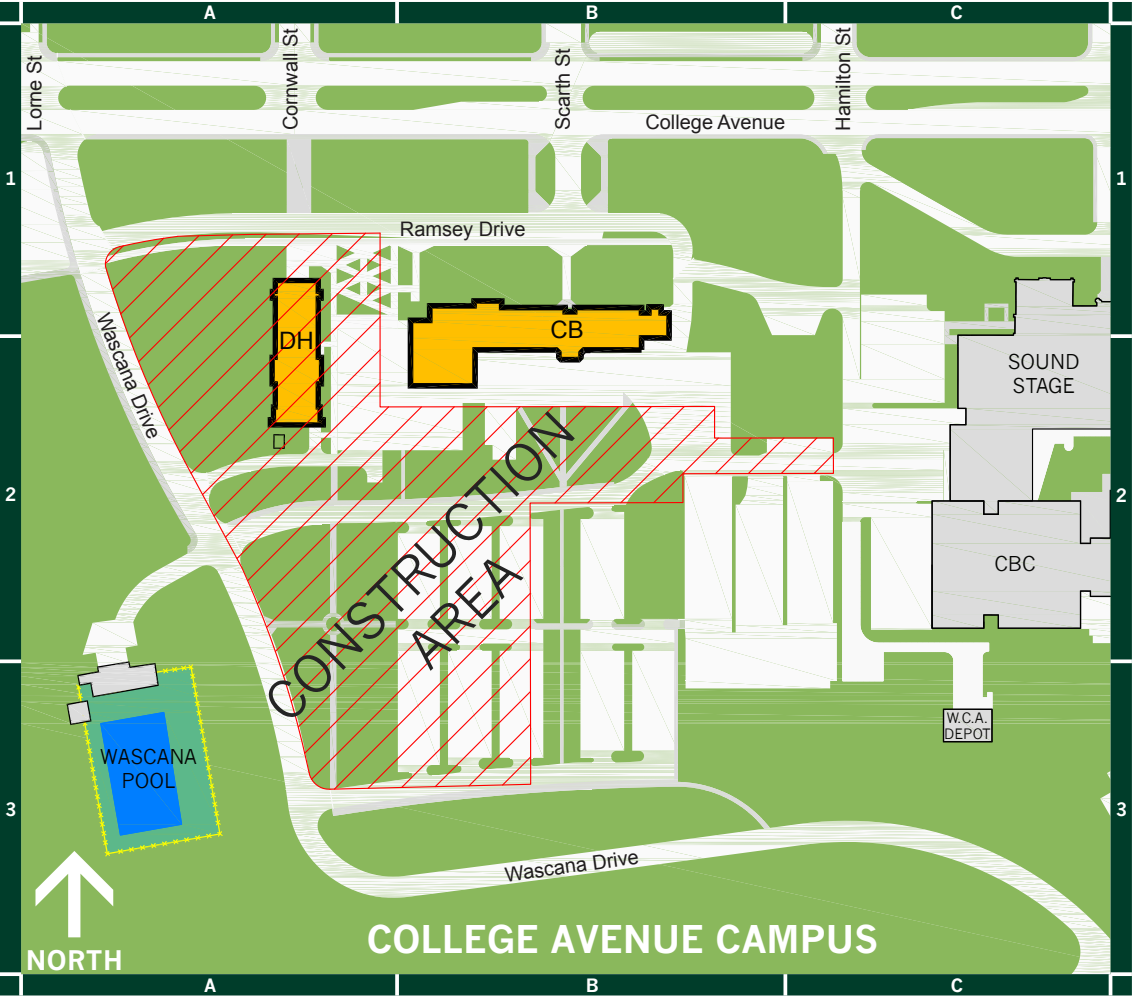 A
B
C
Lorne St
Cornwall St
Scarth St
Hamilton St
College Avenue
1
1
Ramsey Drive
Wascana Drive
DH
CB
SOUND
STAGE
CONSTRUCTION
AREA
2
2
CBC
W.C.A.
DEPOT
WASCANA
POOL
3
3
Wascana Drive
NORTH
COLLEGE AVENUE CAMPUS
A
B
C